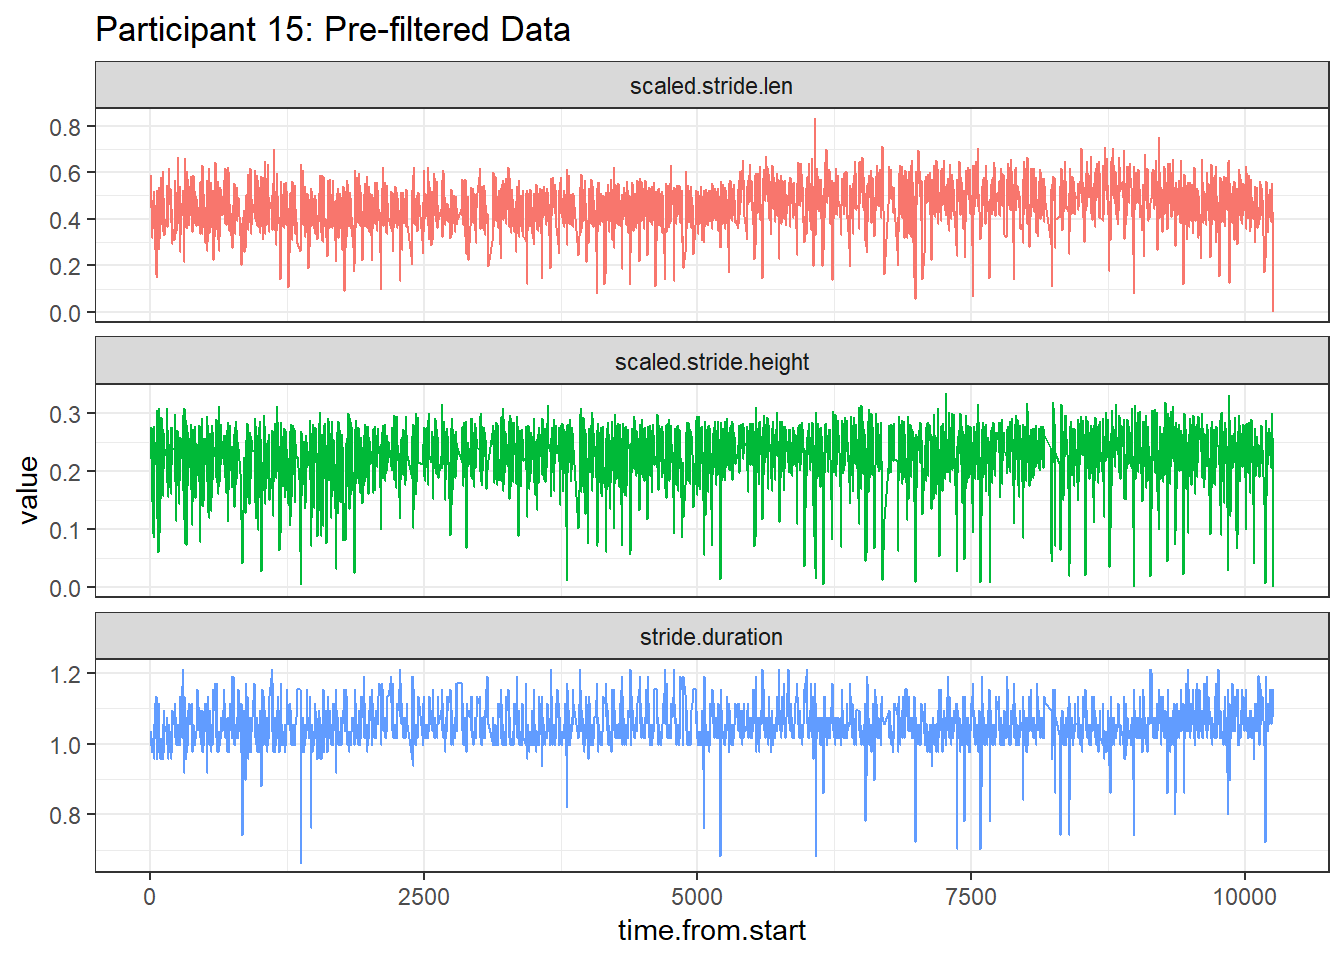 Participant 15: Pre-filtered Data
scaled.stride.len
0.8
0.6
0.4
0.2
0.0
scaled.stride.height
0.3
0.2
0.1
0.0
value
stride.duration
1.2
1.0
0.8
0 2500 5000 7500 10000
time.from.start